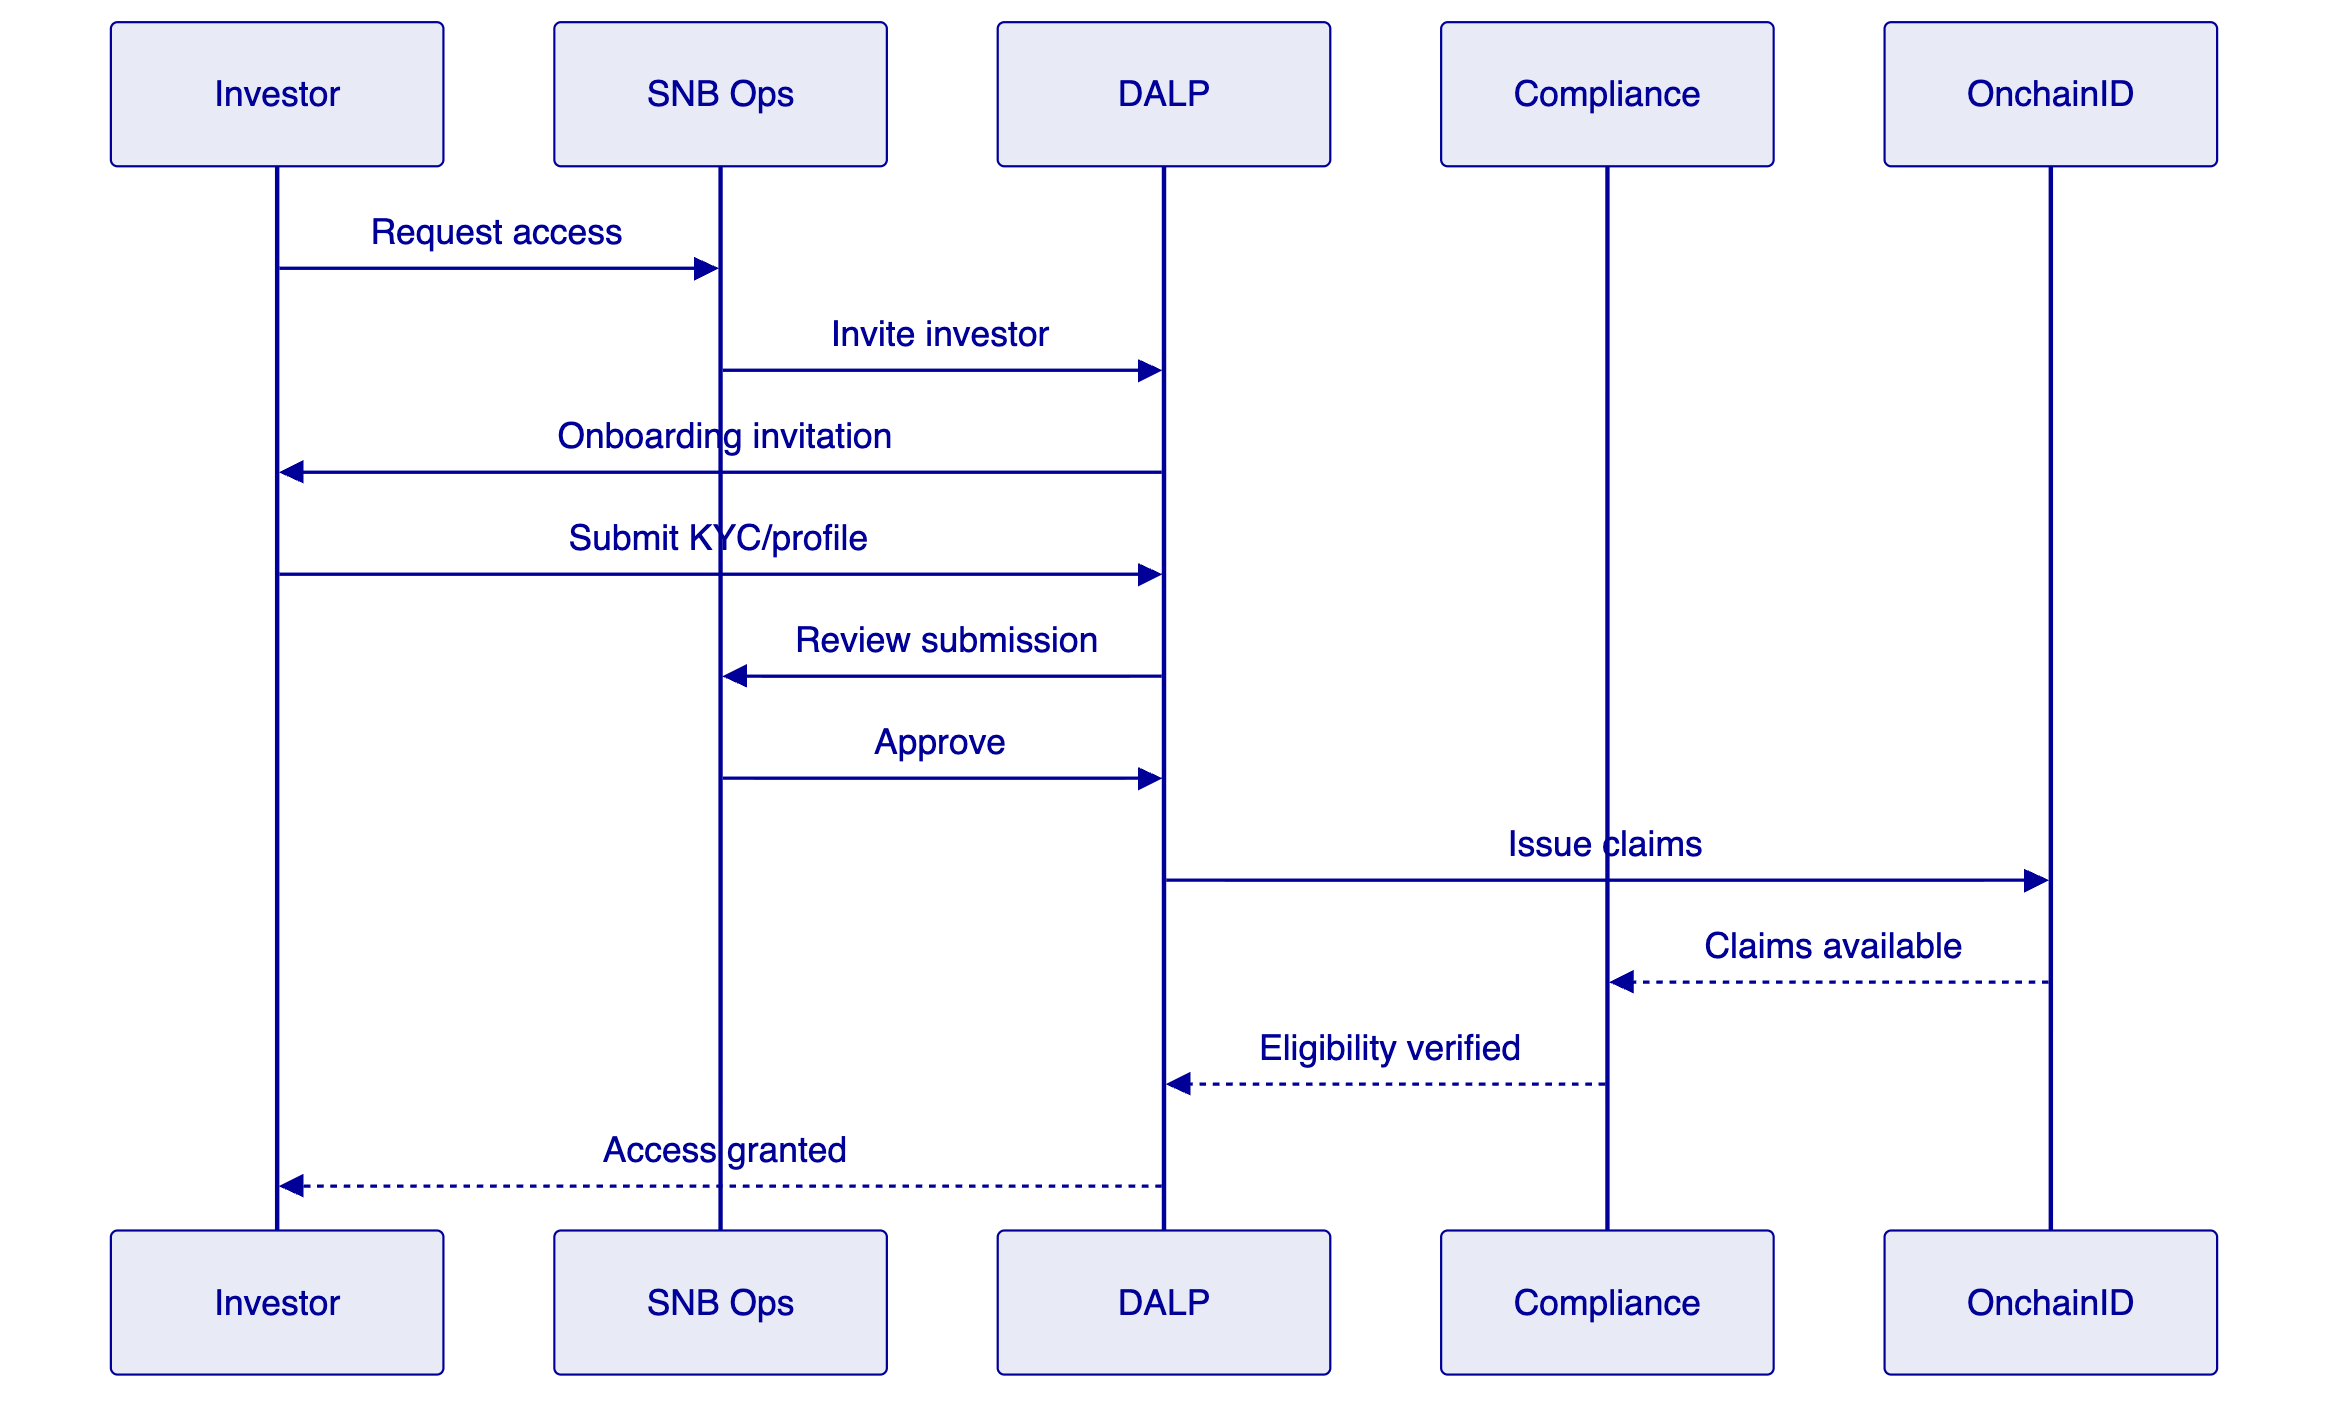 Investor
SNB Ops
DALP
Compliance
OnchainID
Request access
Invite investor
Onboarding invitation
Submit KYC/profile
Review submission
Approve
Issue claims
Claims available
Eligibility verified
Access granted
Investor
SNB Ops
DALP
Compliance
OnchainID